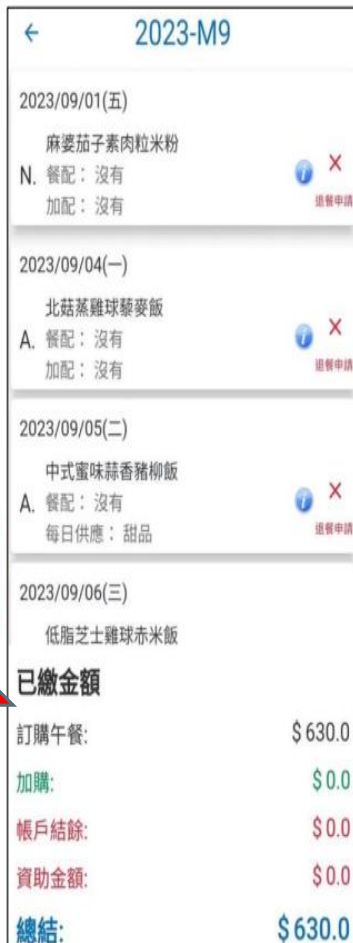 2023-M9
2023/09/01(五)
麻婆茄子素肉粒米粉
N. 餐配： 沒有
加配： 沒有
退餐申請
2023/09/04(一)
北菇蒸雞球藜麥飯
A. 餐配： 沒有
加配： 沒有
退餐申請
2023/09/05(二)
中式蜜味蒜香豬柳飯
A. 餐配： 沒有
每日供應： 甜品
退餐申請
2023/09/06(三)
低脂芝士雞球赤米飯
已繳金額
訂購午餐: $ 630.0
加購: $ 0.0
帳戶結餘: $ 0.0
資助金額: $ 0.0
總結: $ 630.0